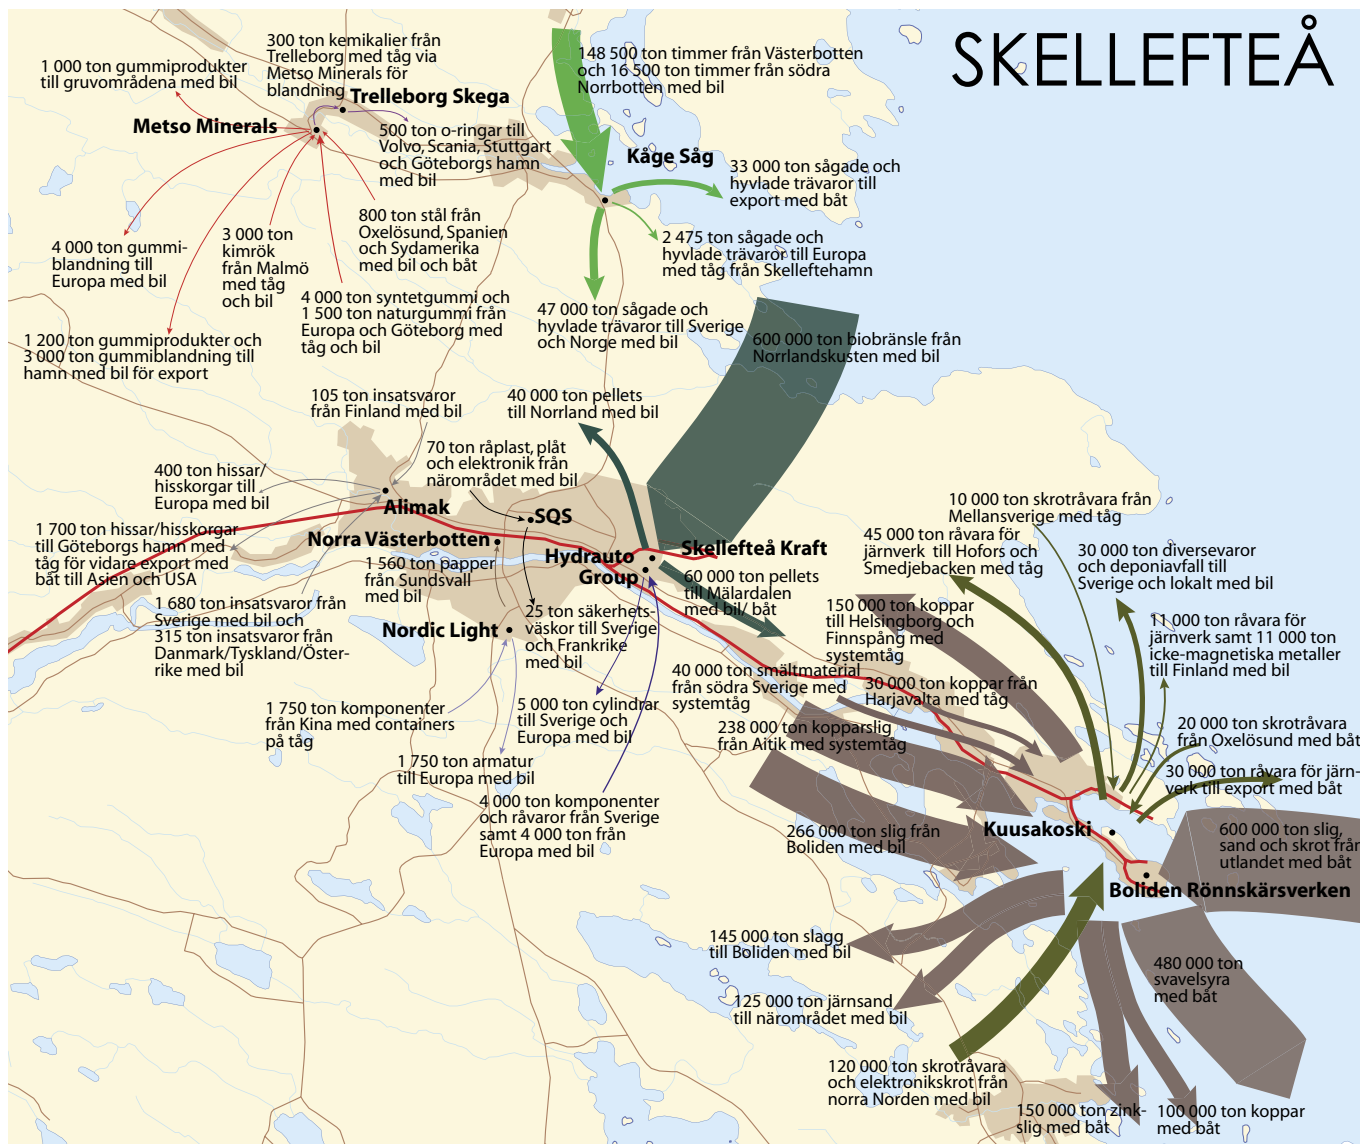 SKELLEFTEÅ
300 ton kemikalier från
Trelleborg med tåg via
Metso Minerals för
blandning
1 000 ton gummiprodukter
till gruvområdena med bil
Trelleborg Skega
Metso Minerals
500 ton o-ringar till
Volvo, Scania, Stuttgart
och Göteborgs hamn
med bil
148 500 ton timmer från Västerbotten
och 16 500 ton timmer från södra
Norrbotten med bil
Kåge Såg
33 000 ton sågade och
hyvlade trävaror till
export med båt
2 475 ton sågade och
hyvlade trävaror till Europa
med tåg från Skelleftehamn
47 000 ton sågade och
hyvlade trävaror till Sverige
och Norge med bil
800 ton stål från
Oxelösund, Spanien
och Sydamerika
med bil och båt
3 000 ton
kimrök
från Malmö
med tåg
och bil
4 000 ton gummi-
blandning till
Europa med bil
4 000 ton syntetgummi och
1 500 ton naturgummi från
Europa och Göteborg med
tåg och bil
1 200 ton gummiprodukter och
3 000 ton gummiblandning till
hamn med bil för export
600 000 ton biobränsle från
Norrlandskusten med bil
105 ton insatsvaror
från Finland med bil
40 000 ton pellets
till Norrland med bil
70 ton råplast, plåt
och elektronik från
närområdet med bil
400 ton hissar/
hisskorgar till
Europa med bil
Alimak
SQS
1 700 ton hissar/hisskorgar
till Göteborgs hamn med
tåg för vidare export med
båt till Asien och USA
Norra Västerbotten
1 560 ton papper
från Sundsvall
med bil
Hydrauto
Group
Skellefteå Kraft
60 000 ton pellets
till Mälardalen
med bil/ båt
1 680 ton insatsvaror från
Sverige med bil och
315 ton insatsvaror från
Danmark/Tyskland/Öster-
rike med bil
Nordic Light
25 ton säkerhets-
väskor till Sverige
och Frankrike
med bil
1 750 ton komponenter
från Kina med containers
på tåg
5 000 ton cylindrar
till Sverige och
Europa med bil
1 750 ton armatur
till Europa med bil
4 000 ton komponenter
och råvaror från Sverige
samt 4 000 ton från
Europa med bil
10 000 ton skrotråvara från
Mellansverige med tåg
45 000 ton råvara för
järnverk till Hofors och
Smedjebacken med tåg
30 000 ton diversevaror
och deponiavfall till
Sverige och lokalt med bil
150 000 ton koppar
till Helsingborg och
Finnspång med
systemtåg
11 000 ton råvara för
järnverk samt 11 000 ton
icke-magnetiska metaller
till Finland med bil
40 000 ton smältmaterial
från södra Sverige med
systemtåg
30 000 ton koppar från
Harjavalta med tåg
238 000 ton kopparslig
från Aitik med systemtåg
20 000 ton skrotråvara
från Oxelösund med båt
30 000 ton råvara för järn-
verk till export med båt
266 000 ton slig från
Boliden med bil
Kuusakoski
600 000 ton slig,
sand och skrot från
utlandet med båt
Boliden Rönnskärsverken
145 000 ton slagg
till Boliden med bil
125 000 ton järnsand
till närområdet med bil
480 000 ton
svavelsyra
med båt
120 000 ton skrotråvara
och elektronikskrot från
norra Norden med bil
150 000 ton zink-
slig med båt
100 000 ton koppar
med båt